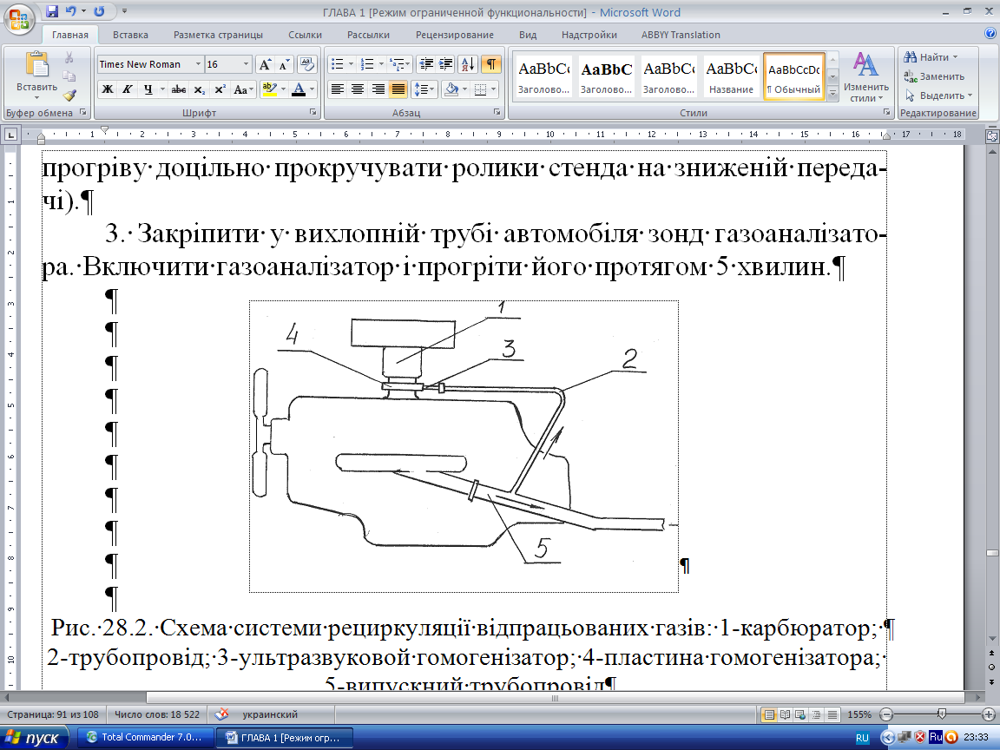 ГЛАВА 1 [Режим ограниченной функциональности] - Microsoft Word
Главная Вставка Разметка страницы Ссылки Рассылки Рецензирование Вид Надстройки ABBYY Translation
Times New Roman 16
Вставить
Ж К Ч abc x₂ x² Aa
AaBbCc AaBbC AaBbCc AaBbCc AaBbCcDc
Заголово... Заголово... Заголово... Название ¶ Обычный
Изменить стили
Найти
Заменить
Выделить
Буфер обмена Шрифт Абзац Стили Редактирование
1 2 3 4 5 6 7 8 9 10 11 12 13 14 15 16 17 18
прогріву·доцільно·прокручувати·ролики·стенда·на·зниженій·переда-
чі).¶
3.·Закріпити·у·вихлопній·трубі·автомобіля·зонд·газоаналізато-
ра.·Включити·газоаналізатор·і·прогріти·його·протягом·5·хвилин.¶
1
4
3
2
5
Рис.·28.2.·Схема·системи·рециркуляції·відпрацьованих·газів:·1-карбюратор;·¶
2-трубопровід;·3-ультразвуковой·гомогенізатор;·4-пластина·гомогенізатора;·
5-випускний·трубопровід¶
Страница: 91 из 108 Число слов: 18 522 украинский 155%
пуск Total Commander 7.0... ГЛАВА 1 [Режим огр... RU Ru 23:33